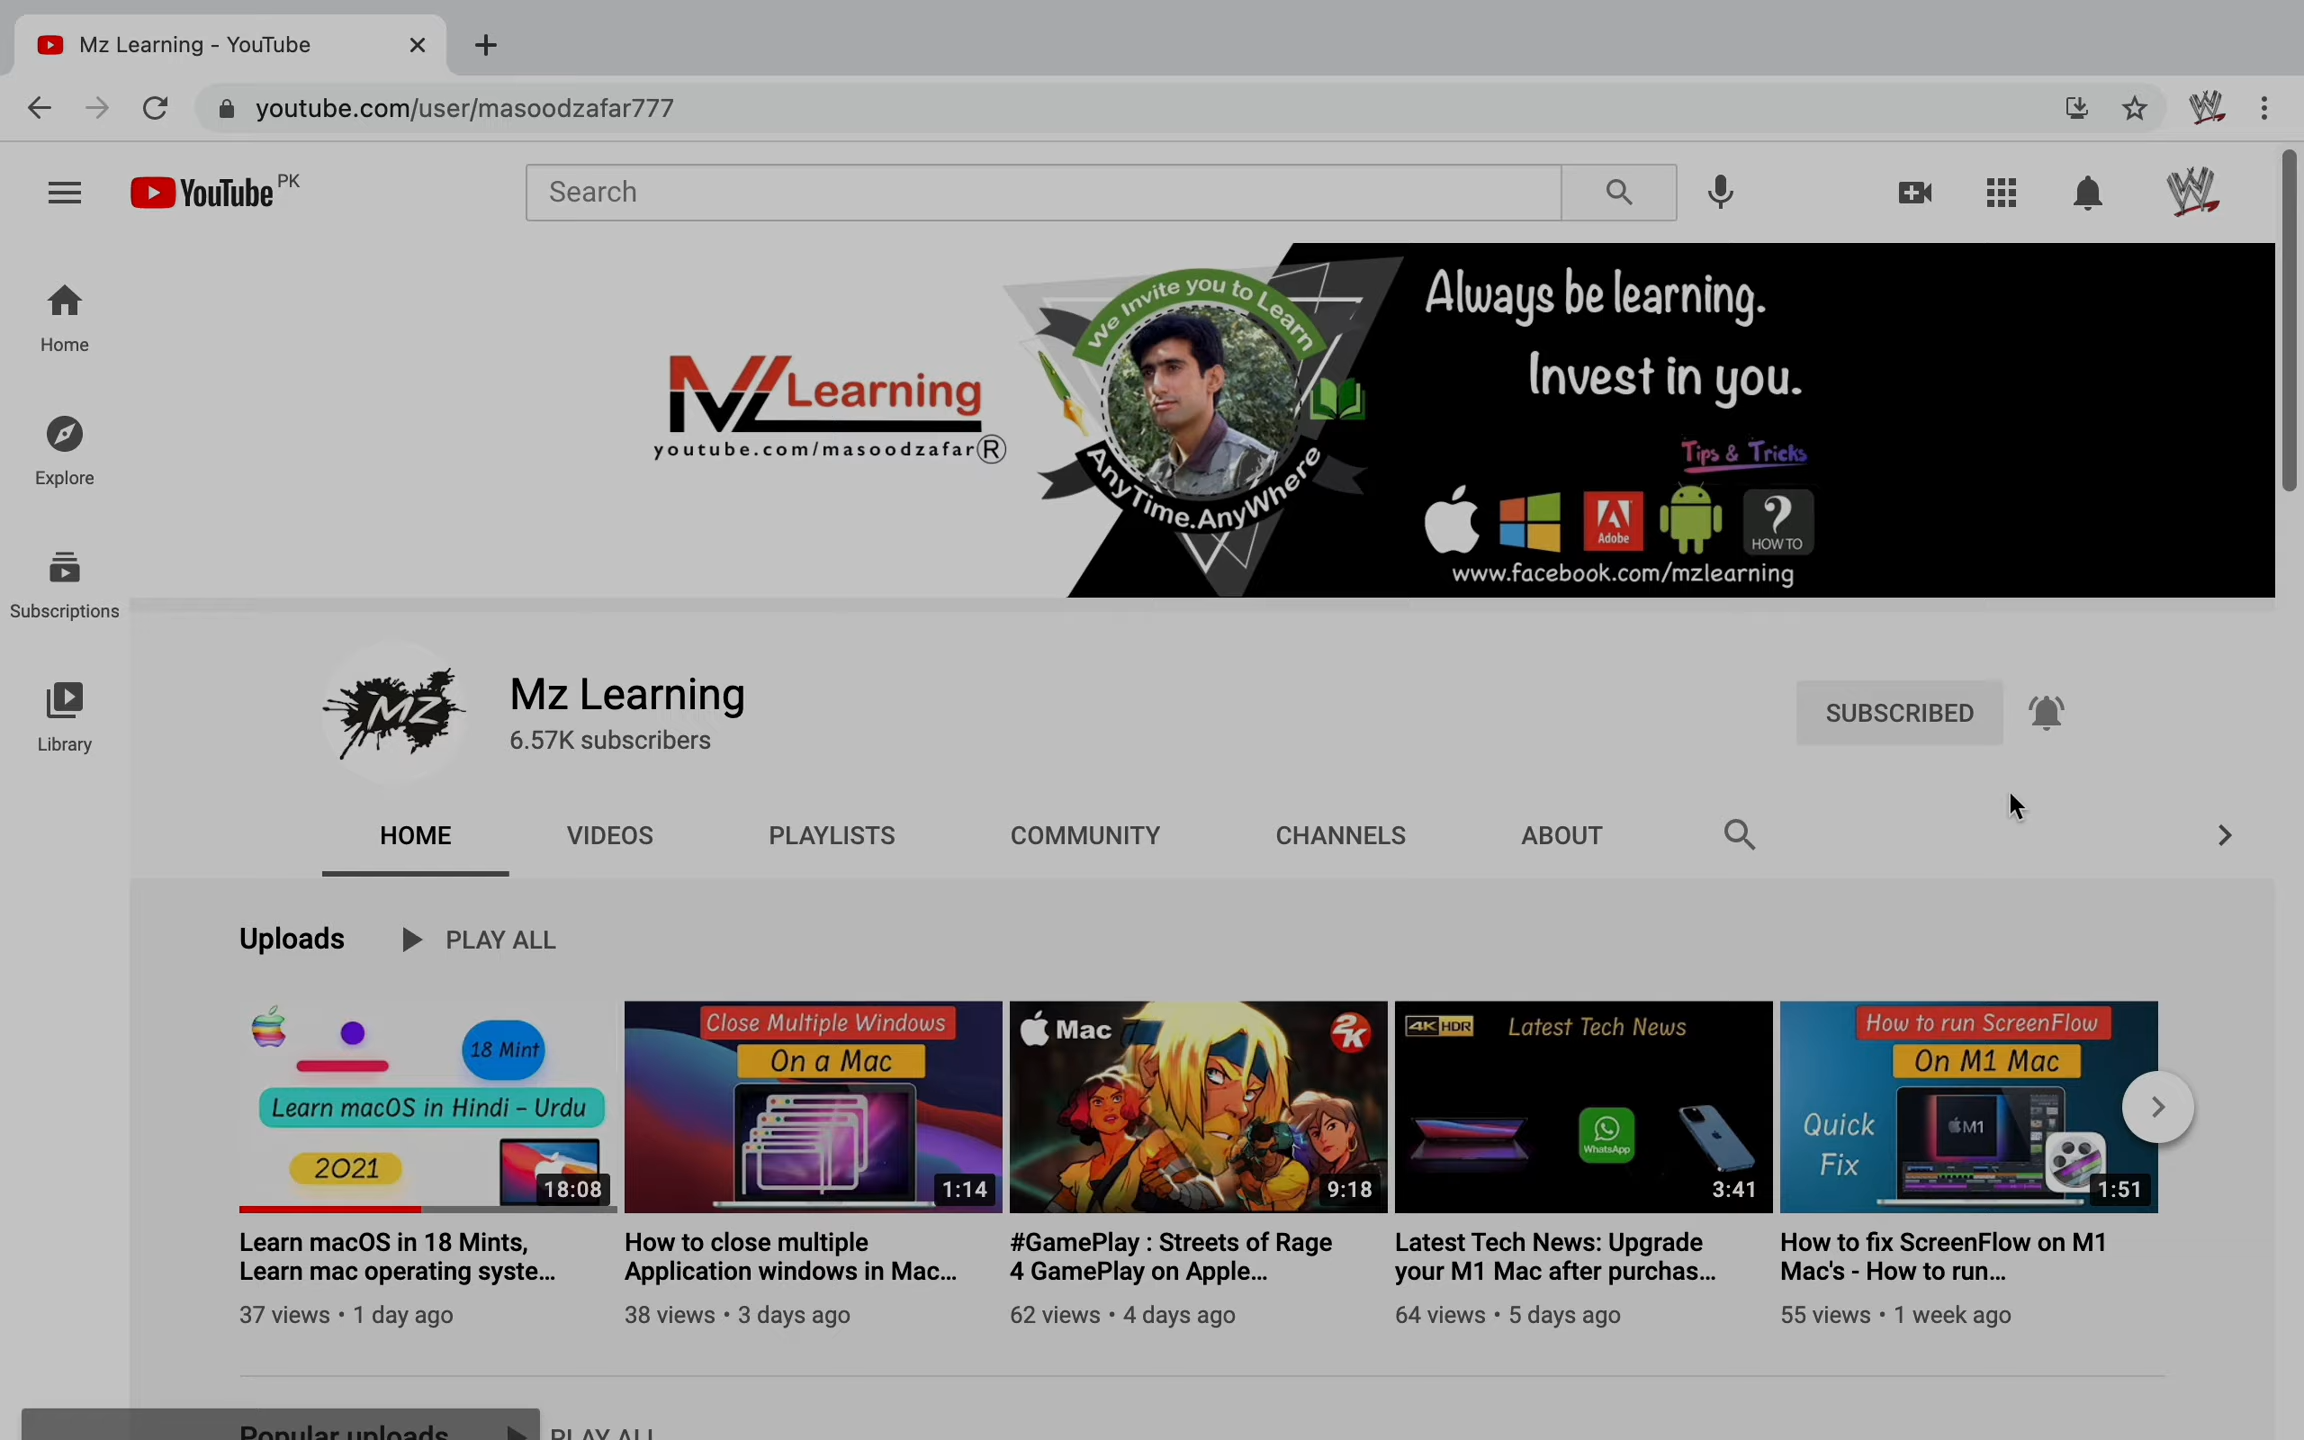 Mz Learning - YouTube
youtube.com/user/masoodzafar777
YouTube PK
Search
Home
Explore
Subscriptions
Library
We Invite you to Learn
AnyTime.AnyWhere
MZ Learning
youtube.com/masoodzafar®
Always be learning.
Invest in you.
Tips & Tricks
Adobe
?
HOW TO
www.facebook.com/mzlearning
MZ
Mz Learning
6.57K subscribers
SUBSCRIBED
HOME VIDEOS PLAYLISTS COMMUNITY CHANNELS ABOUT
Uploads PLAY ALL
18 Mint
Learn macOS in Hindi - Urdu
2021
18:08
Close Multiple Windows
On a Mac
1:14
Mac
2K
9:18
4K HDR
Latest Tech News
WhatsApp
3:41
How to run ScreenFlow
On M1 Mac
Quick
Fix
M1
1:51
Learn macOS in 18 Mints,
Learn mac operating syste...
37 views • 1 day ago
How to close multiple
Application windows in Mac...
38 views • 3 days ago
#GamePlay : Streets of Rage
4 GamePlay on Apple...
62 views • 4 days ago
Latest Tech News: Upgrade
your M1 Mac after purchas...
64 views • 5 days ago
How to fix ScreenFlow on M1
Mac's - How to run...
55 views • 1 week ago
Popular uploads PLAY ALL